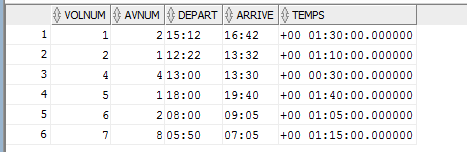 VOLNUM AVNUM DEPART ARRIVE TEMPS
1 1 2 15:12 16:42 +00 01:30:00.000000
2 2 1 12:22 13:32 +00 01:10:00.000000
3 4 4 13:00 13:30 +00 00:30:00.000000
4 5 1 18:00 19:40 +00 01:40:00.000000
5 6 2 08:00 09:05 +00 01:05:00.000000
6 7 8 05:50 07:05 +00 01:15:00.000000